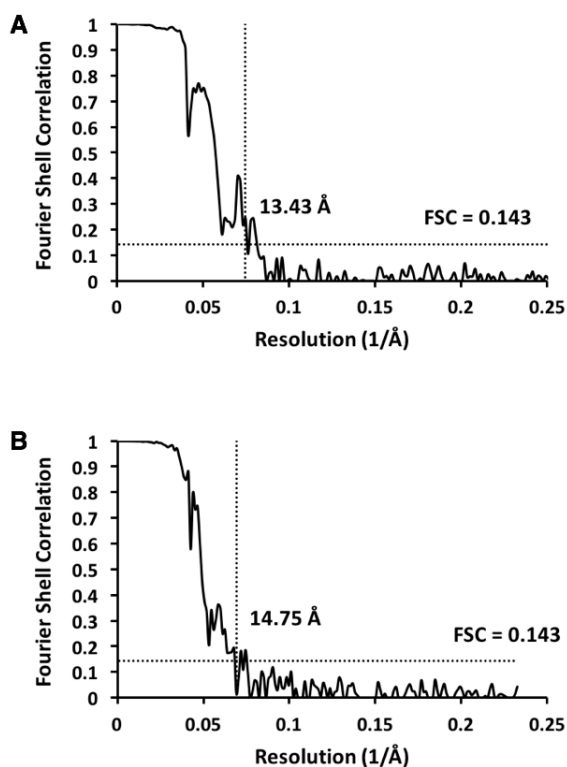 A
Fourier Shell Correlation
1
0.9
0.8
0.7
0.6
0.5
0.4
0.3
0.2
0.1
0
13.43 Å
FSC = 0.143
0 0.05 0.1 0.15 0.2 0.25
Resolution (1/Å)
B
Fourier Shell Correlation
1
0.9
0.8
0.7
0.6
0.5
0.4
0.3
0.2
0.1
0
14.75 Å
FSC = 0.143
0 0.05 0.1 0.15 0.2 0.25
Resolution (1/Å)